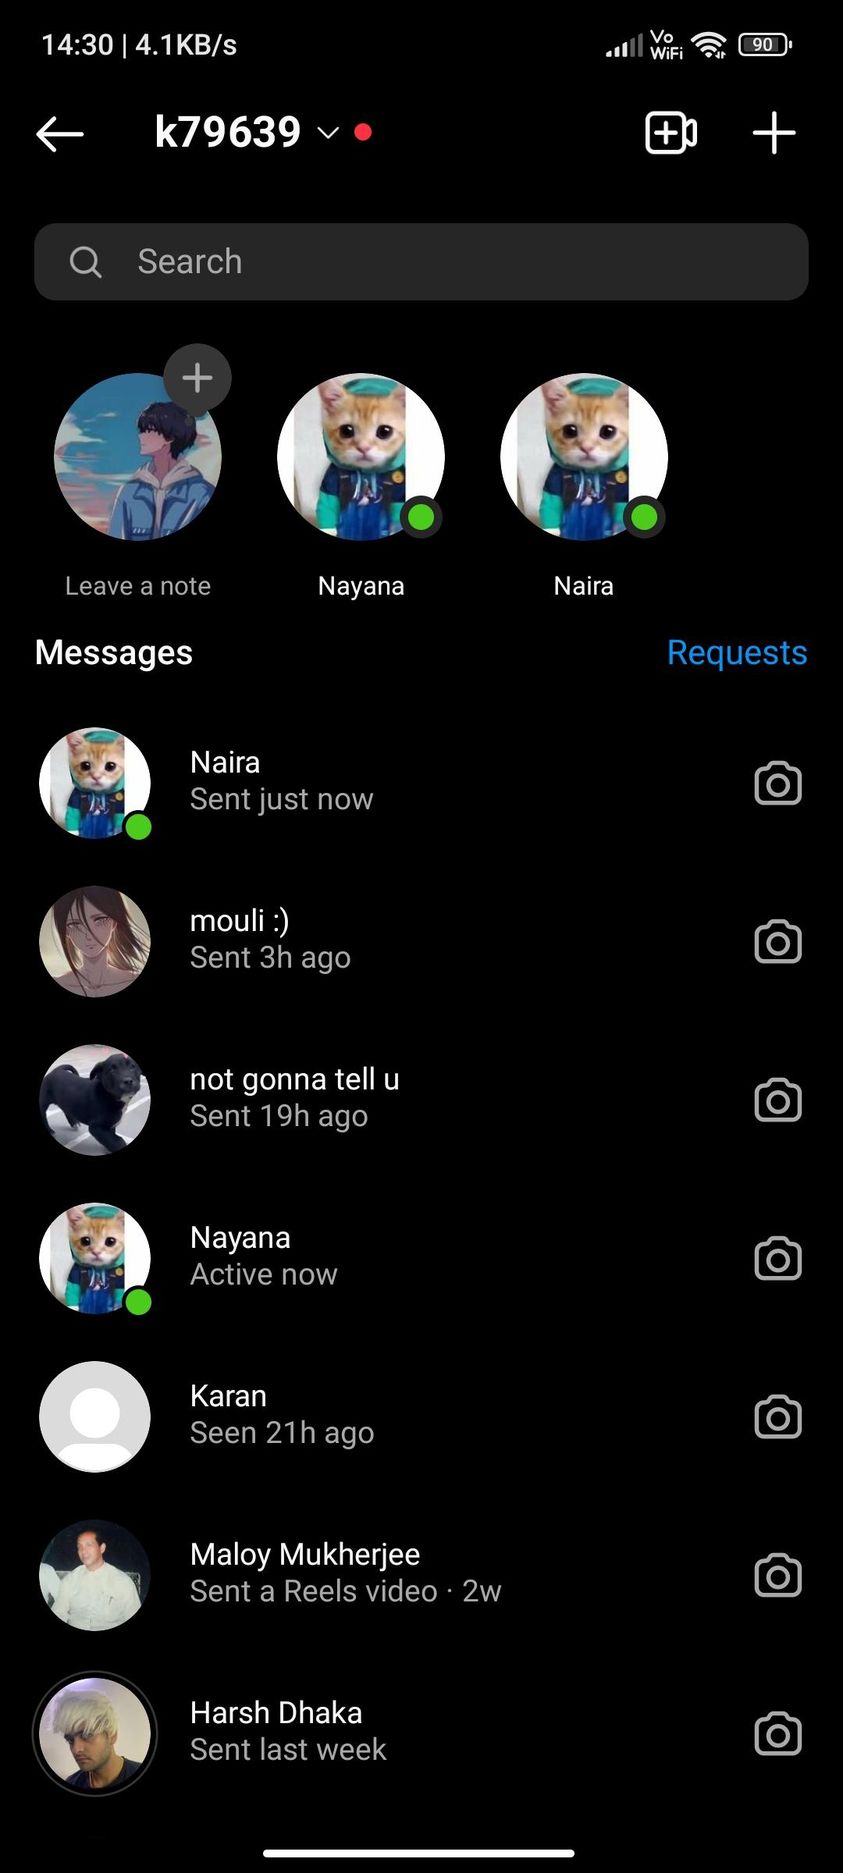 14:30 | 4.1KB/s
Vo
WiFi
90
k79639
Search
Leave a note
Nayana
Naira
Messages
Requests
Naira
Sent just now
mouli :)
Sent 3h ago
not gonna tell u
Sent 19h ago
Nayana
Active now
Karan
Seen 21h ago
Maloy Mukherjee
Sent a Reels video · 2w
Harsh Dhaka
Sent last week